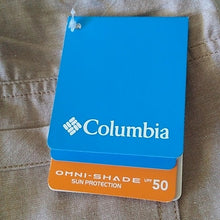 Columbia
OMNI-SHADE UPF 50
SUN PROTECTION